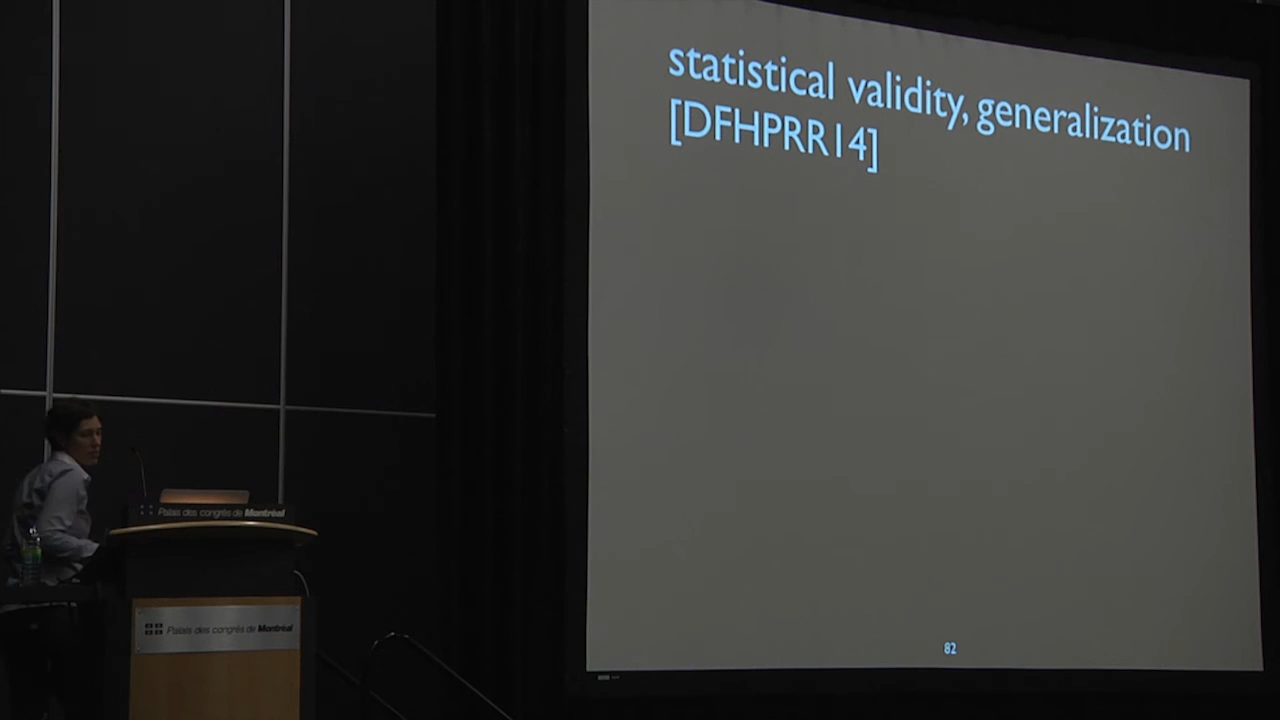 statistical validity, generalization
[DFHPRR14]
Palais des congrès de Montréal
Palais des congrès de Montréal
82